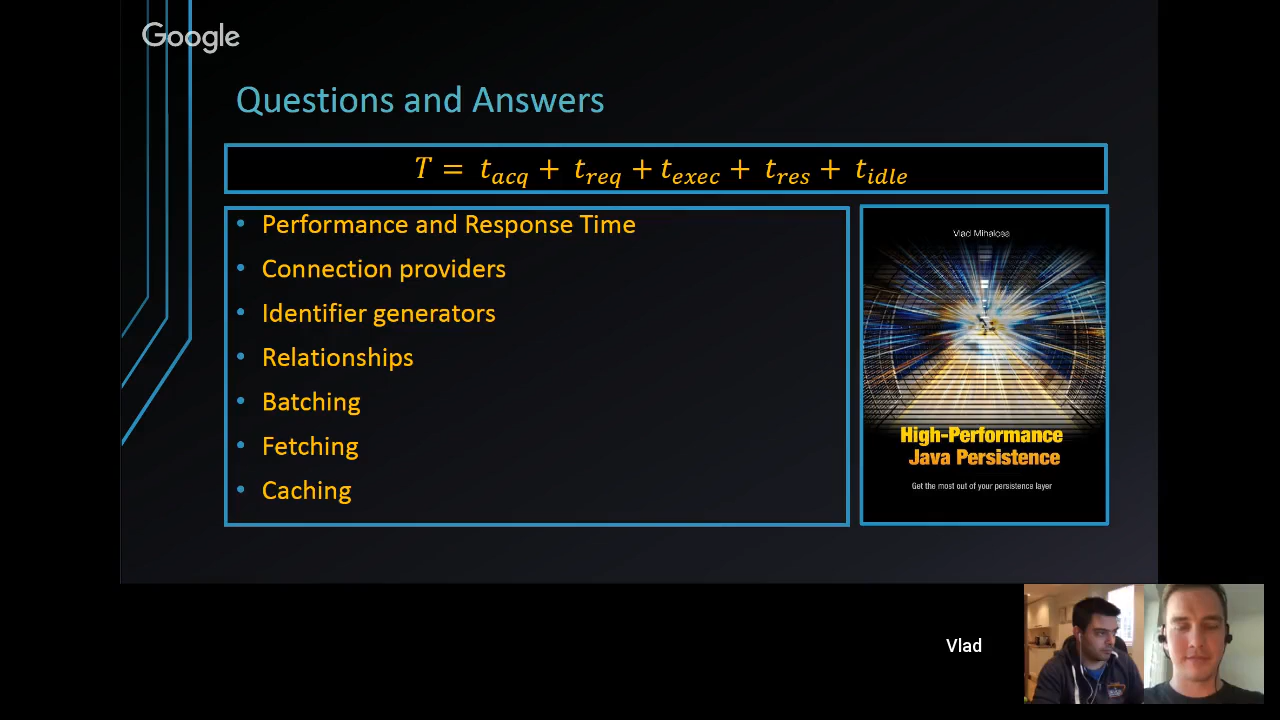 Google
Questions and Answers
T = t_acq + t_req + t_exec + t_res + t_idle
• Performance and Response Time
• Connection providers
• Identifier generators
• Relationships
• Batching
• Fetching
• Caching
Vlad Mihalcea
High-Performance
Java Persistence
Get the most out of your persistence layer
Vlad